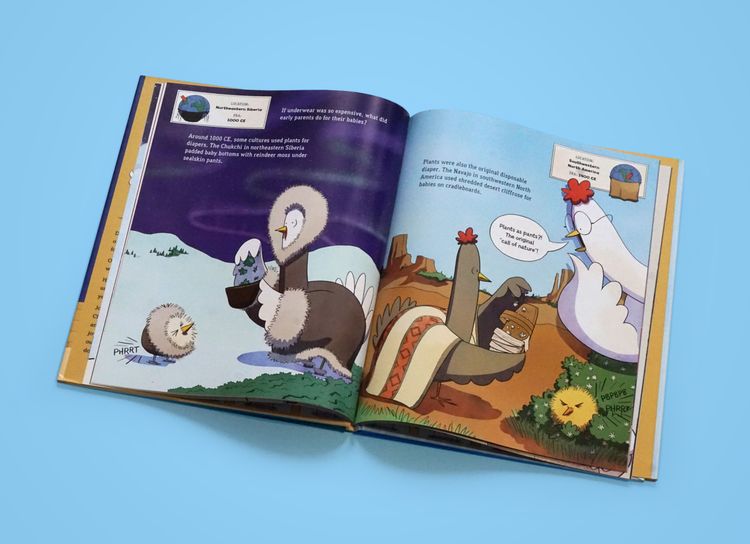 LOCATION:
Northeastern Siberia
ERA:
1000 CE
If underwear was so expensive, what did
early parents do for their babies?
Around 1000 CE, some cultures used plants for
diapers. The Chukchi in northeastern Siberia
padded baby bottoms with reindeer moss under
sealskin pants.
PHRRT
Plants were also the original disposable
diaper. The Navajo in southwestern North
America used shredded desert cliffrose for
babies on cradleboards.
LOCATION:
Southwestern
North America
ERA: 1000 CE
Plants as pants?!
The original
"call of nature"!
PBPBPB
PHRRT